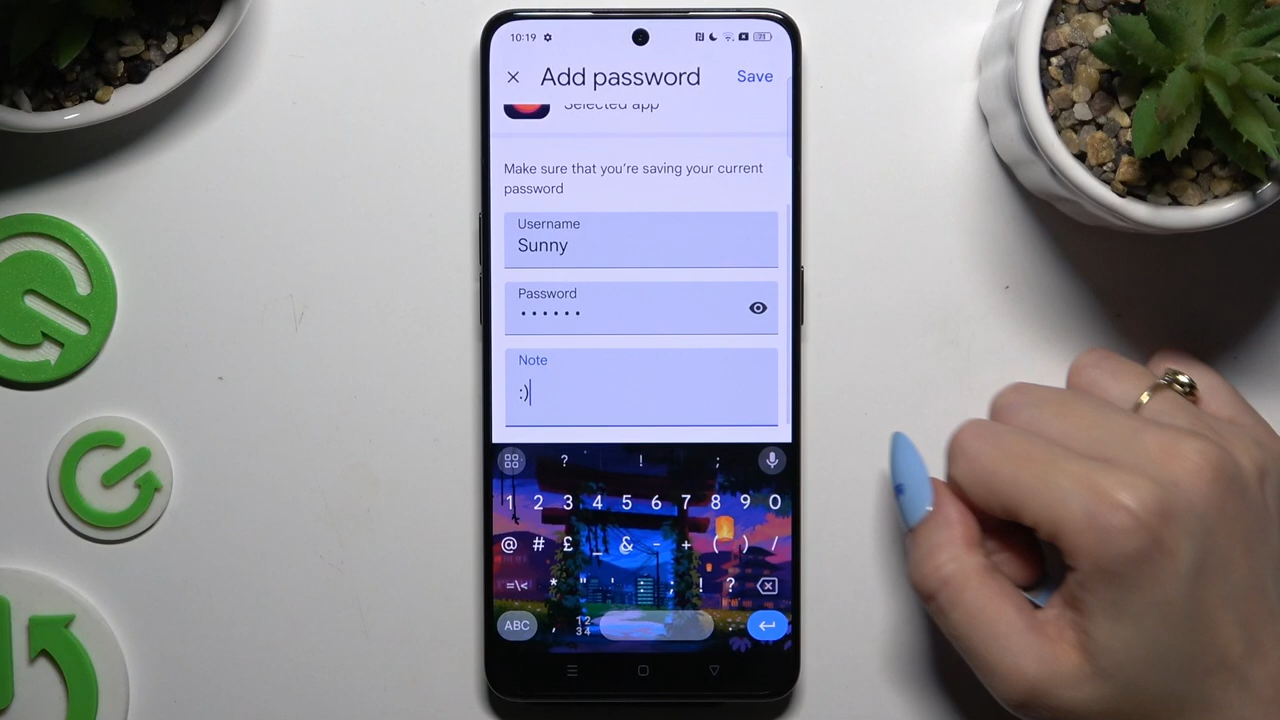 10:19 71
Add password Save
Selected app
Make sure that you're saving your current
password
Username
Sunny
Password
••••••
Note
:)
? ! ;
1 2 3 4 5 6 7 8 9 0
@ # £ _ & - + ( ) /
=\< * " ' : ; ! ?
ABC , 12 34 .